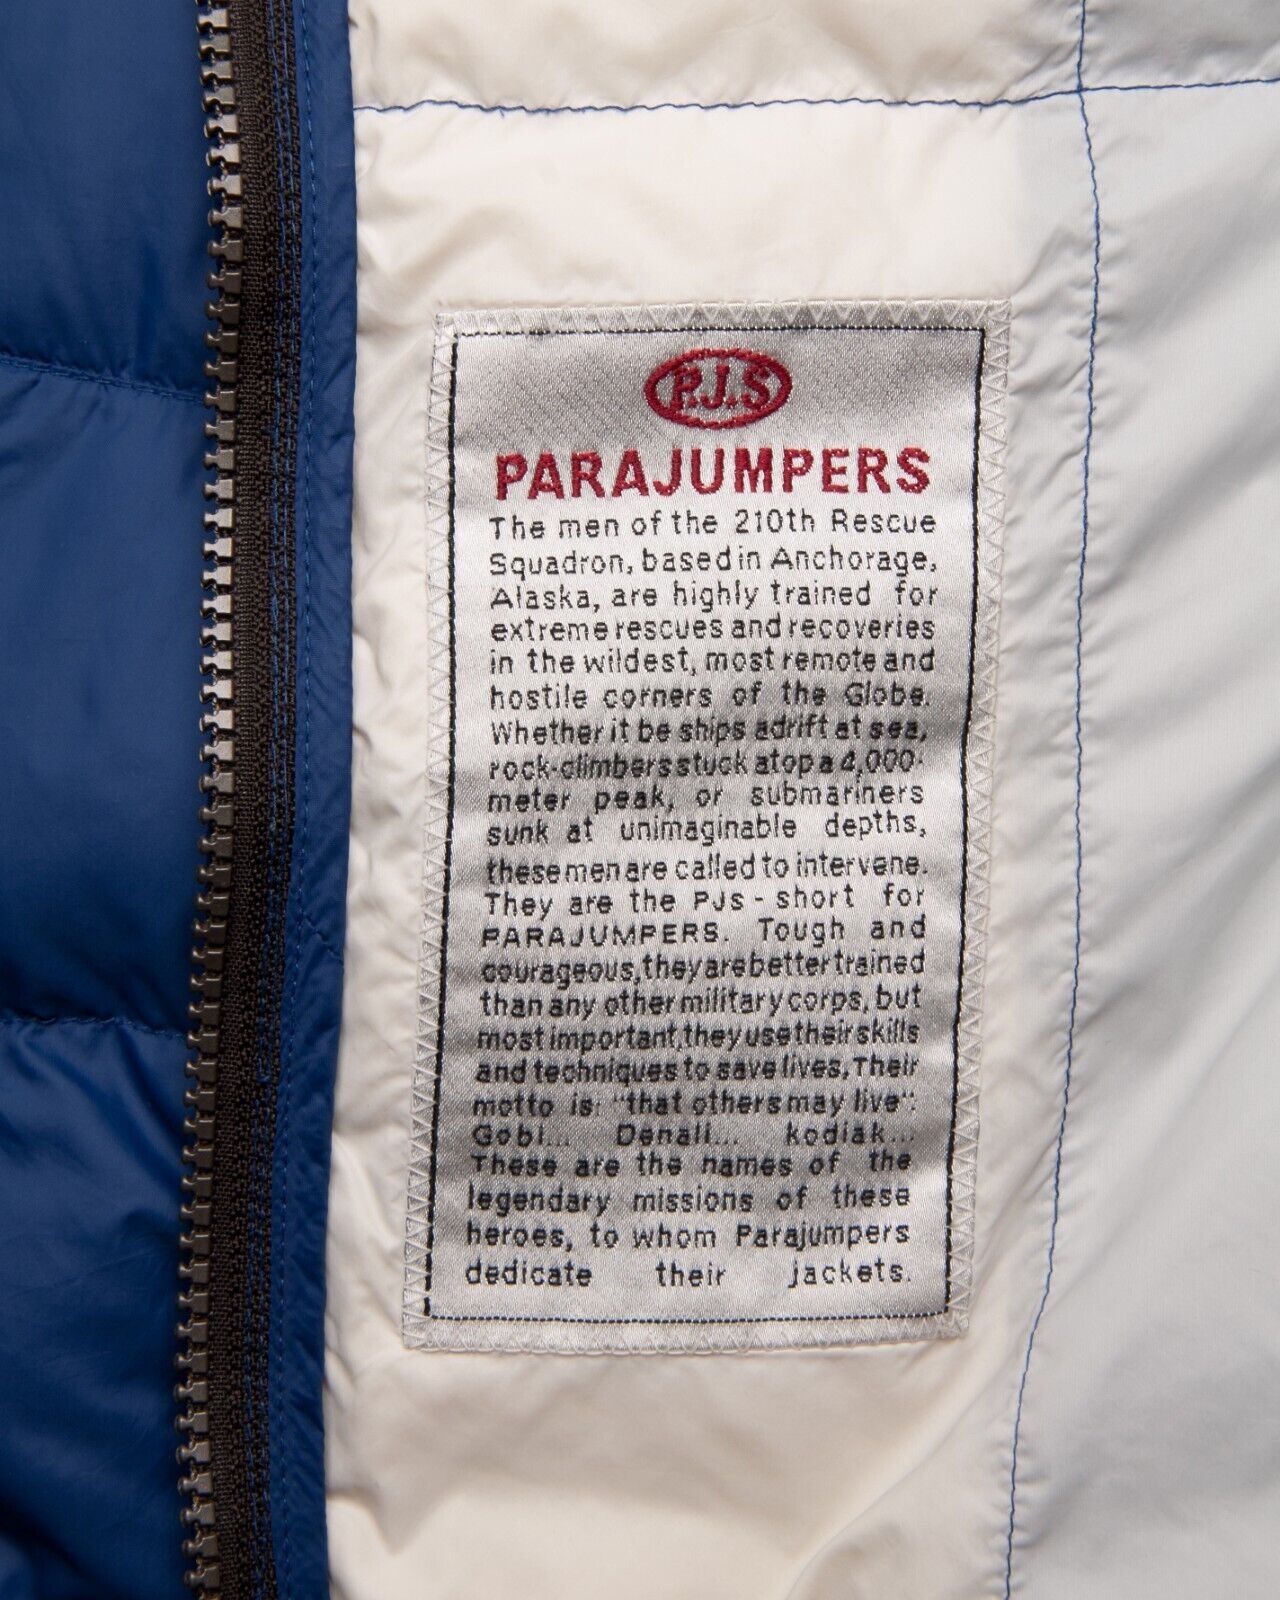 P.J.S
PARAJUMPERS
The men of the 210th Rescue
Squadron, based in Anchorage,
Alaska, are highly trained for
extreme rescues and recoveries
in the wildest, most remote and
hostile corners of the Globe.
Whether it be ships adrift at sea,
rock-climbers stuck atop a 4,000-
meter peak, or submariners
sunk at unimaginable depths,
these men are called to intervene.
They are the PJs - short for
PARAJUMPERS. Tough and
courageous, they are better trained
than any other military corps, but
most important, they use their skills
and techniques to save lives. Their
motto is: "that others may live":
Gobi... Denali... kodiak...
These are the names of the
legendary missions of these
heroes, to whom Parajumpers
dedicate their jackets.